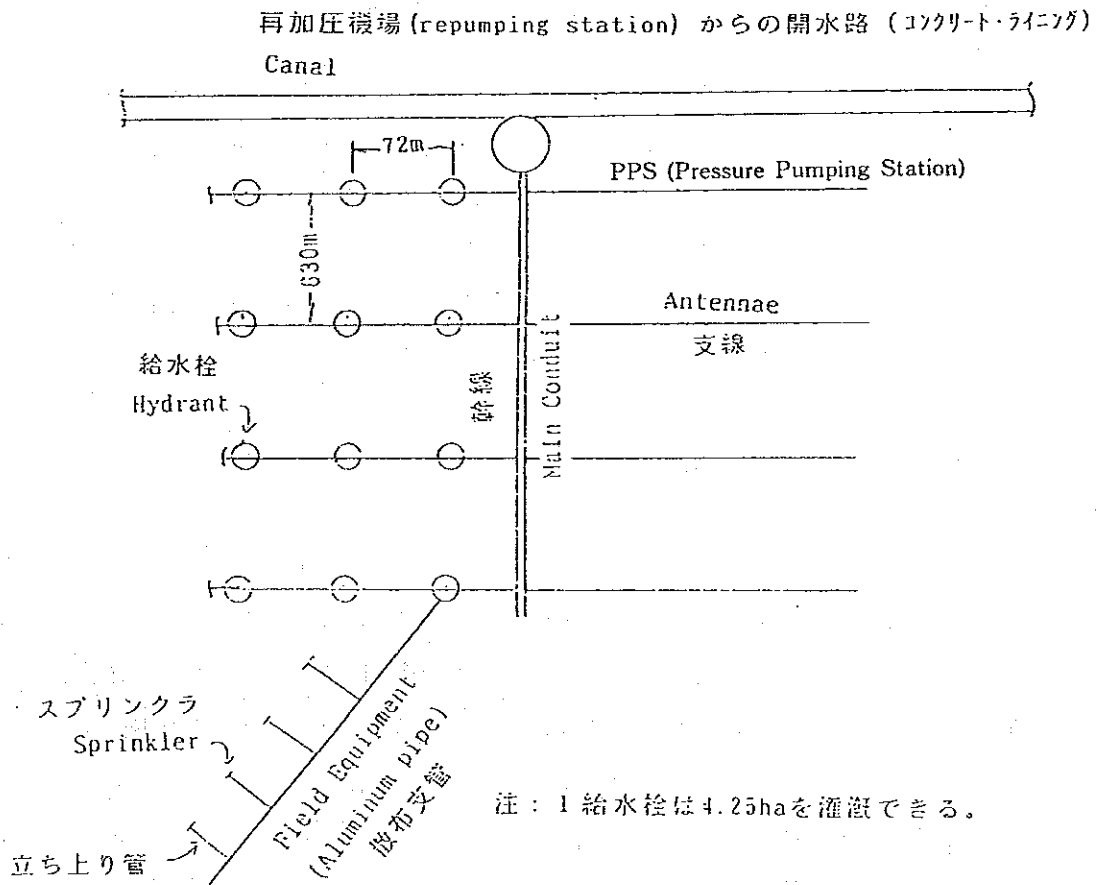 再加圧機場 (repumping station) からの開水路 (コンクリート・ライニング)
Canal
72m
PPS (Pressure Pumping Station)
630m
Antennae
支線
給水栓
Hydrant
幹線
Main Conduit
スプリンクラ
Sprinkler
Field Equipment
(Aluminum pipe)
散布支管
注: 1給水栓は4.25haを灌漑できる。
立ち上り管